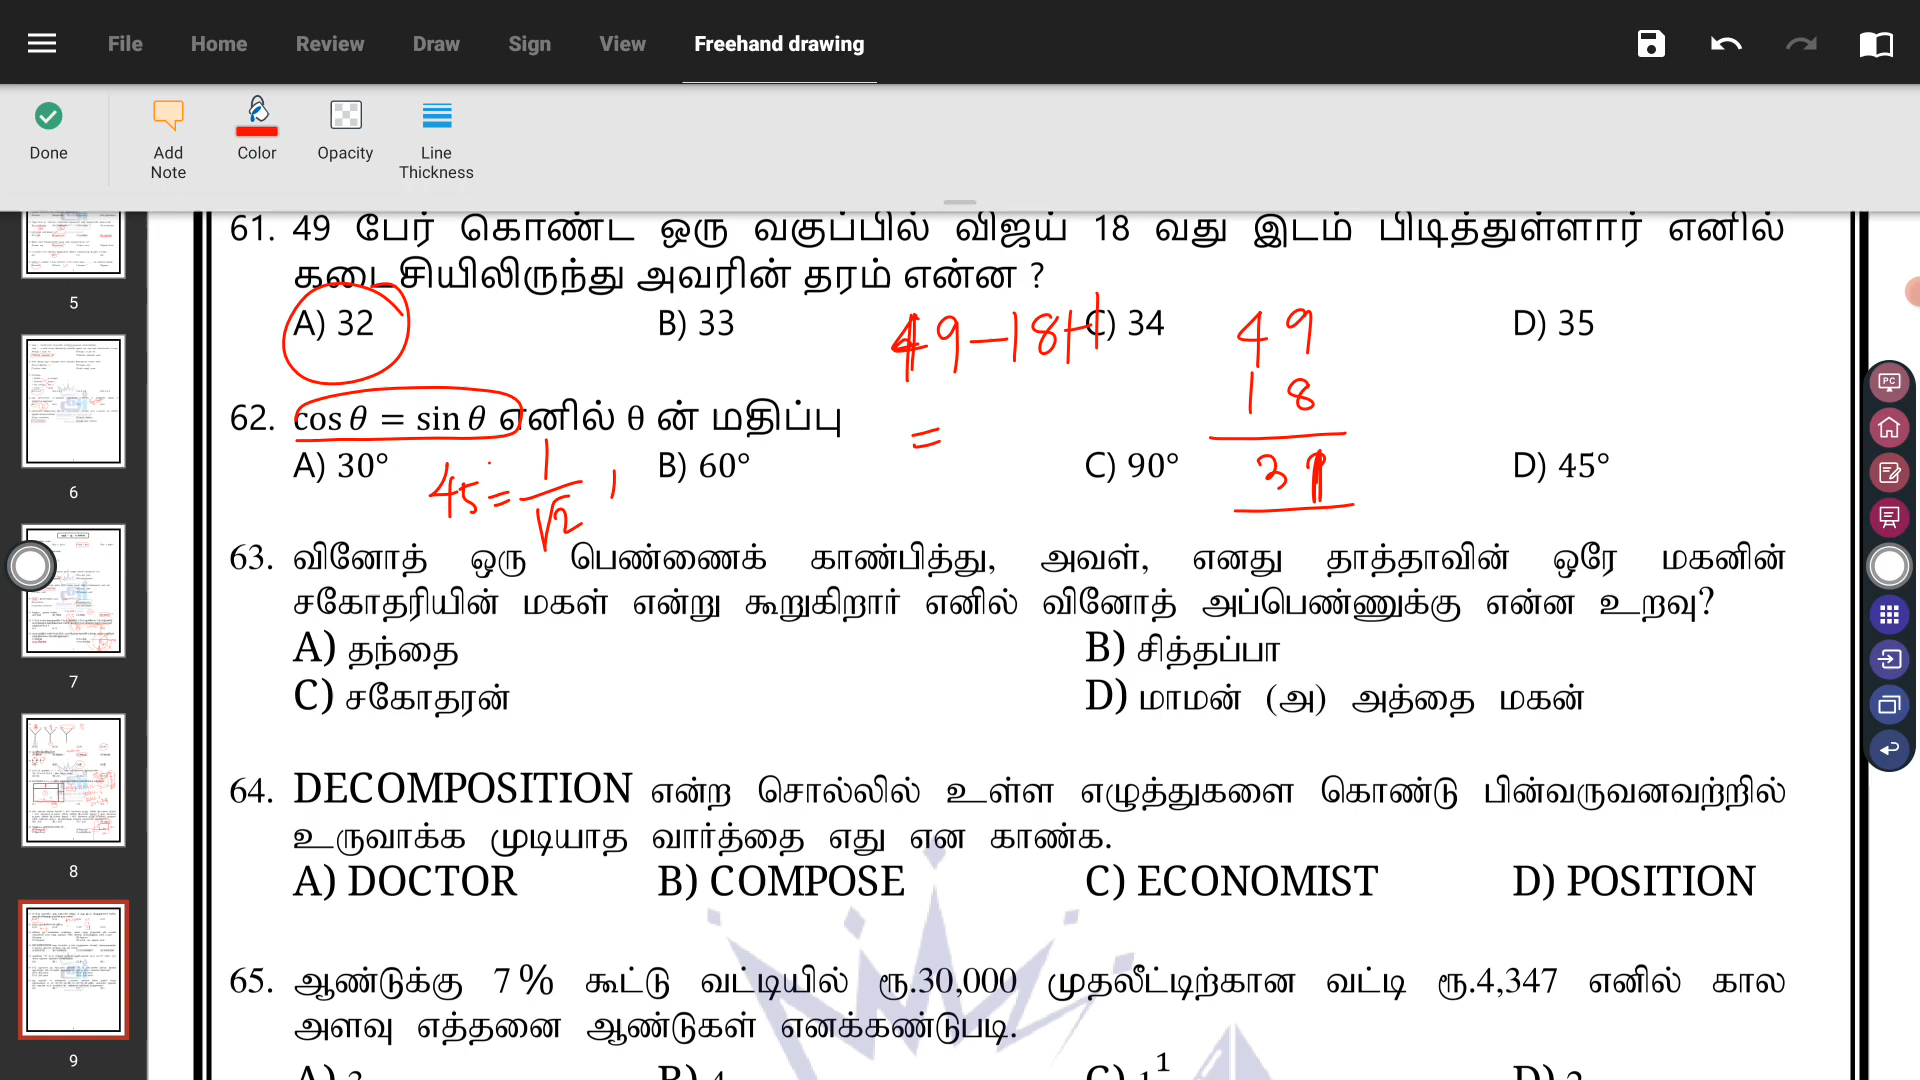 File Home Review Draw Sign View Freehand drawing
Done Add Note Color Opacity Line Thickness
5
6
7
8
9
61. 49 பேர் கொண்ட ஒரு வகுப்பில் விஜய் 18 வது இடம் பிடித்துள்ளார் எனில்
கடைசியிலிருந்து அவரின் தரம் என்ன ?
A) 32 B) 33 C) 34 D) 35
49-18+1
=
49
18
31
62. cos θ = sin θ எனில் θ ன் மதிப்பு
A) 30° B) 60° C) 90° D) 45°
45 = 1/√2
63. வினோத் ஒரு பெண்ணைக் காண்பித்து, அவள், எனது தாத்தாவின் ஒரே மகனின்
சகோதரியின் மகள் என்று கூறுகிறார் எனில் வினோத் அப்பெண்ணுக்கு என்ன உறவு?
A) தந்தை B) சித்தப்பா
C) சகோதரன் D) மாமன் (அ) அத்தை மகன்
64. DECOMPOSITION என்ற சொல்லில் உள்ள எழுத்துகளை கொண்டு பின்வருவனவற்றில்
உருவாக்க முடியாத வார்த்தை எது என காண்க.
A) DOCTOR B) COMPOSE C) ECONOMIST D) POSITION
65. ஆண்டுக்கு 7% கூட்டு வட்டியில் ரூ.30,000 முதலீட்டிற்கான வட்டி ரூ.4,347 எனில் கால
அளவு எத்தனை ஆண்டுகள் எனக்கண்டுபடி.
PC